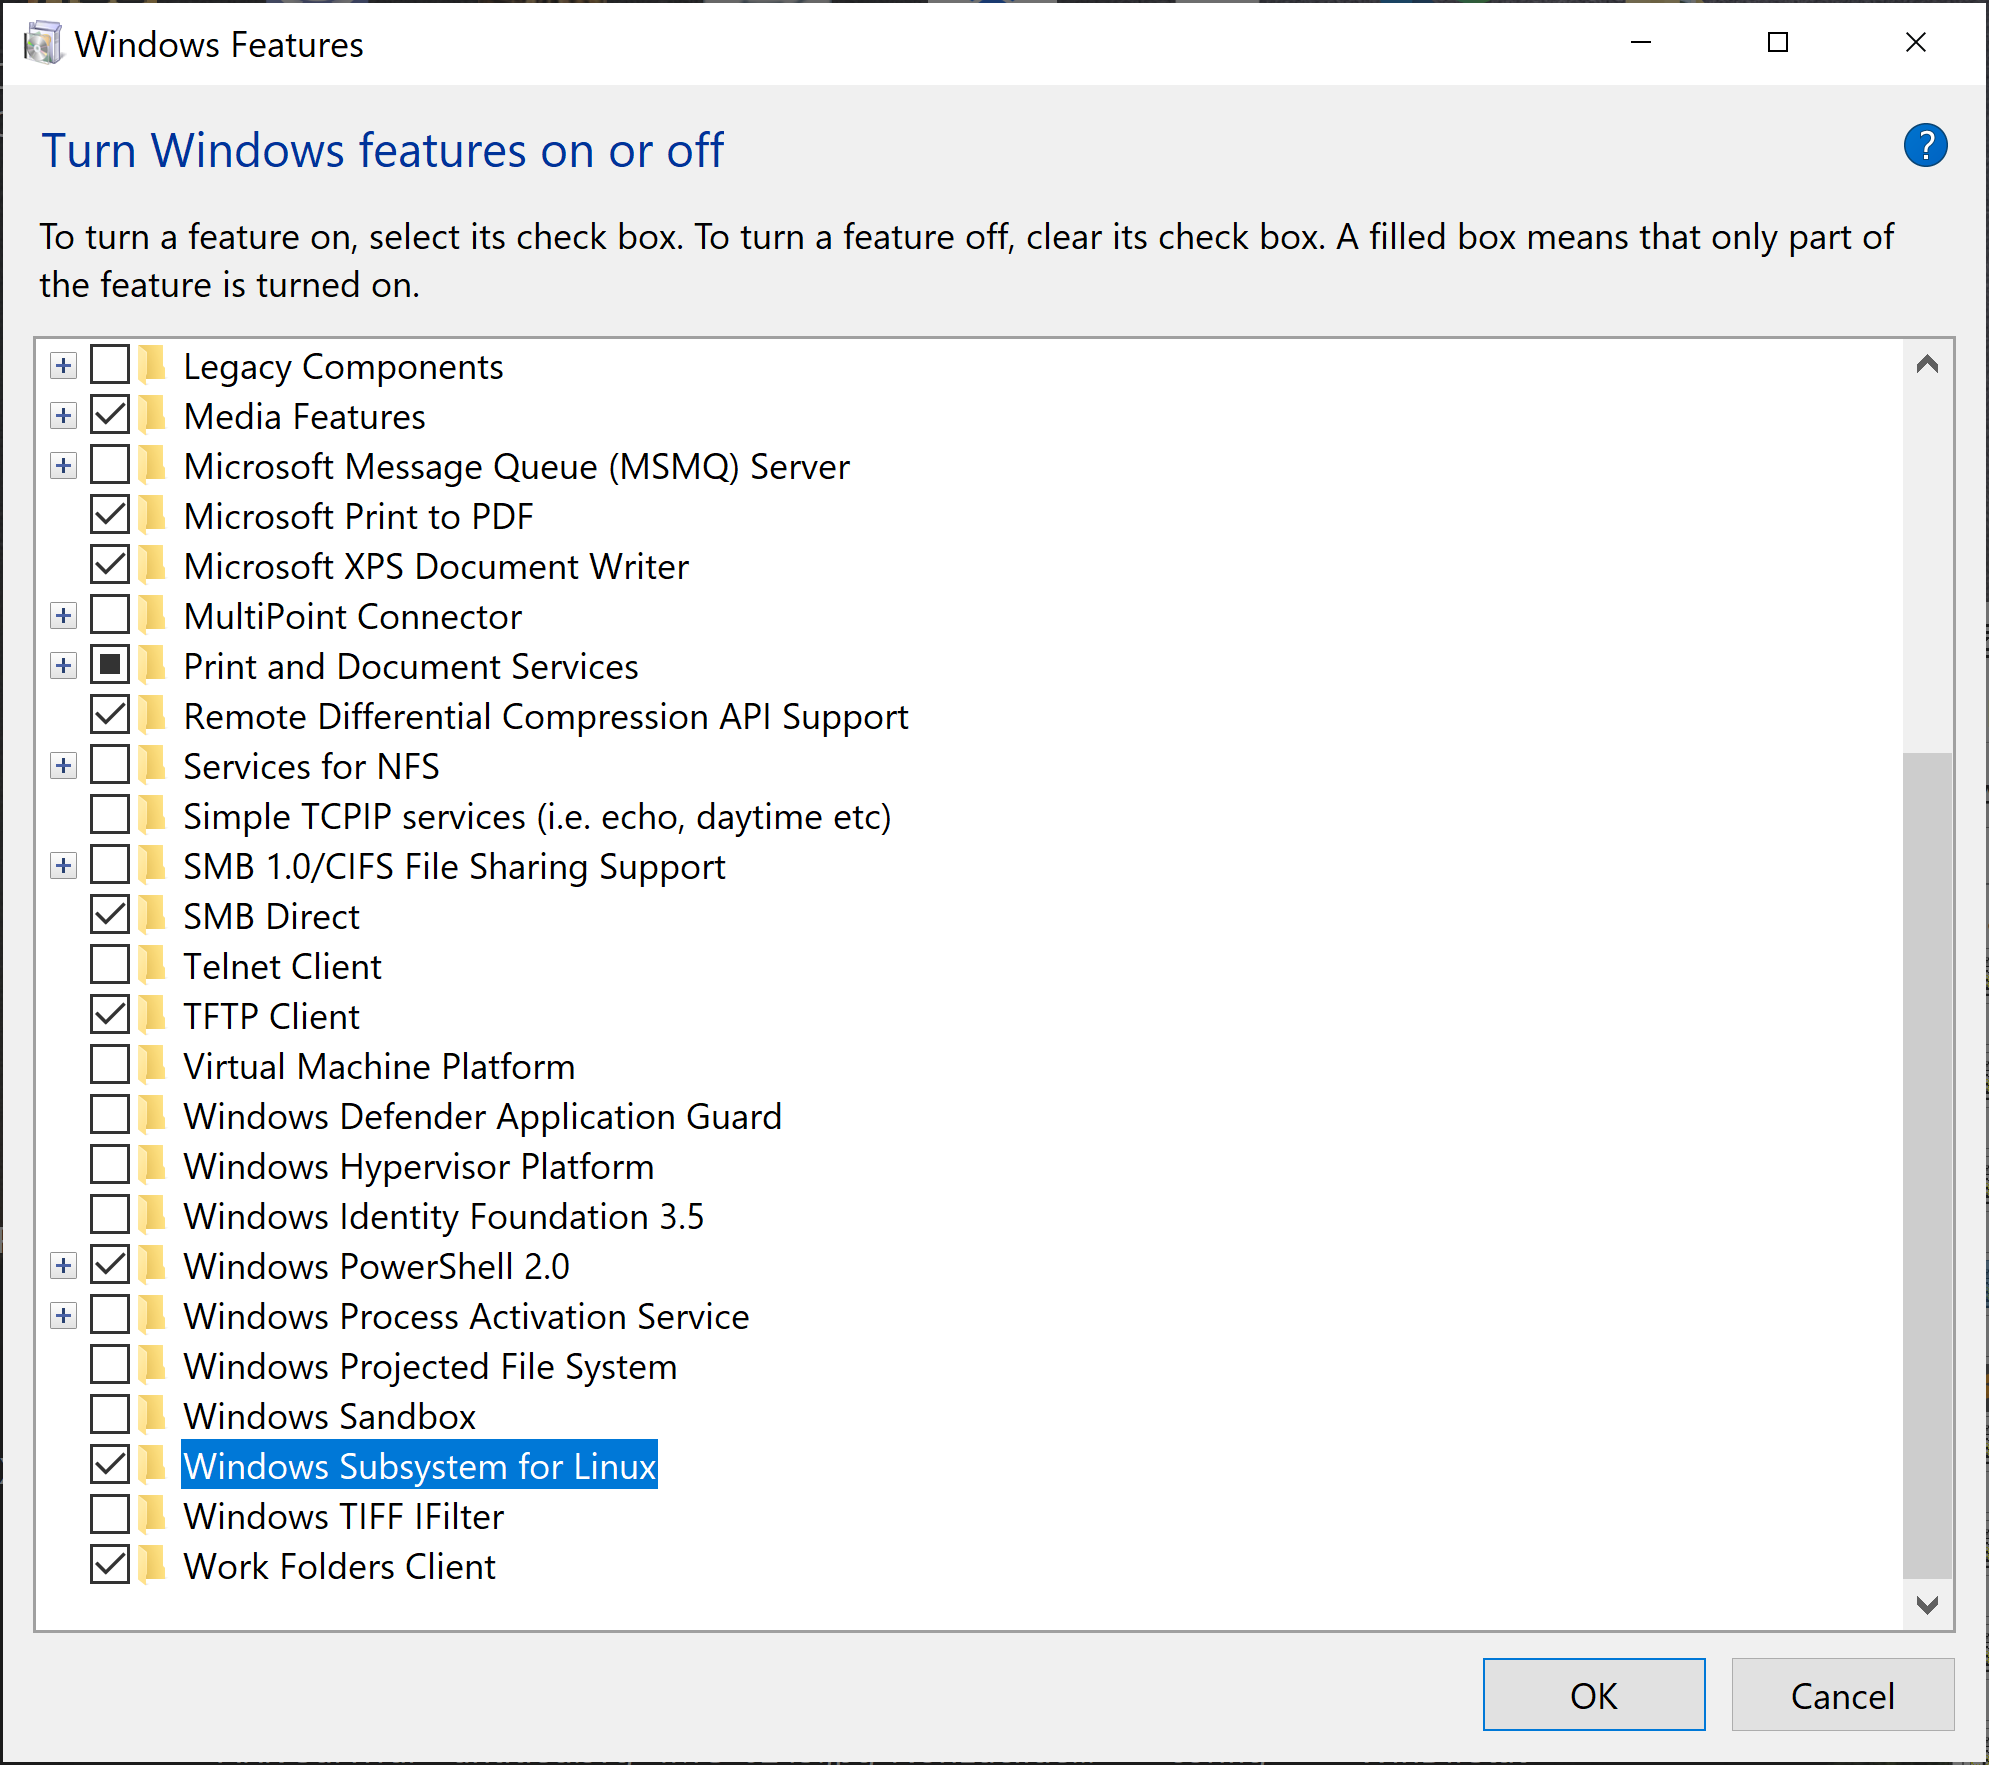 Windows Features
Turn Windows features on or off
?
To turn a feature on, select its check box. To turn a feature off, clear its check box. A filled box means that only part of
the feature is turned on.
Legacy Components
Media Features
Microsoft Message Queue (MSMQ) Server
Microsoft Print to PDF
Microsoft XPS Document Writer
MultiPoint Connector
Print and Document Services
Remote Differential Compression API Support
Services for NFS
Simple TCPIP services (i.e. echo, daytime etc)
SMB 1.0/CIFS File Sharing Support
SMB Direct
Telnet Client
TFTP Client
Virtual Machine Platform
Windows Defender Application Guard
Windows Hypervisor Platform
Windows Identity Foundation 3.5
Windows PowerShell 2.0
Windows Process Activation Service
Windows Projected File System
Windows Sandbox
Windows Subsystem for Linux
Windows TIFF IFilter
Work Folders Client
OK
Cancel